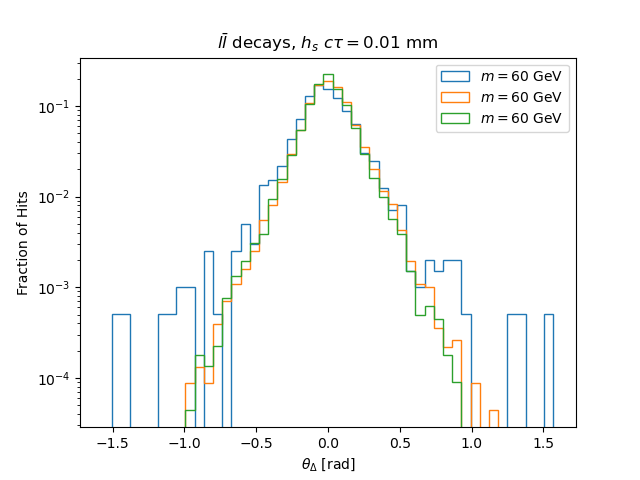 $l\bar{l}$ decays, $h_s$ $c\tau = 0.01$ mm
m = 60 GeV
m = 60 GeV
m = 60 GeV
Fraction of Hits
10⁻¹
10⁻²
10⁻³
10⁻⁴
−1.5 −1.0 −0.5 0.0 0.5 1.0 1.5
θ_Δ [rad]